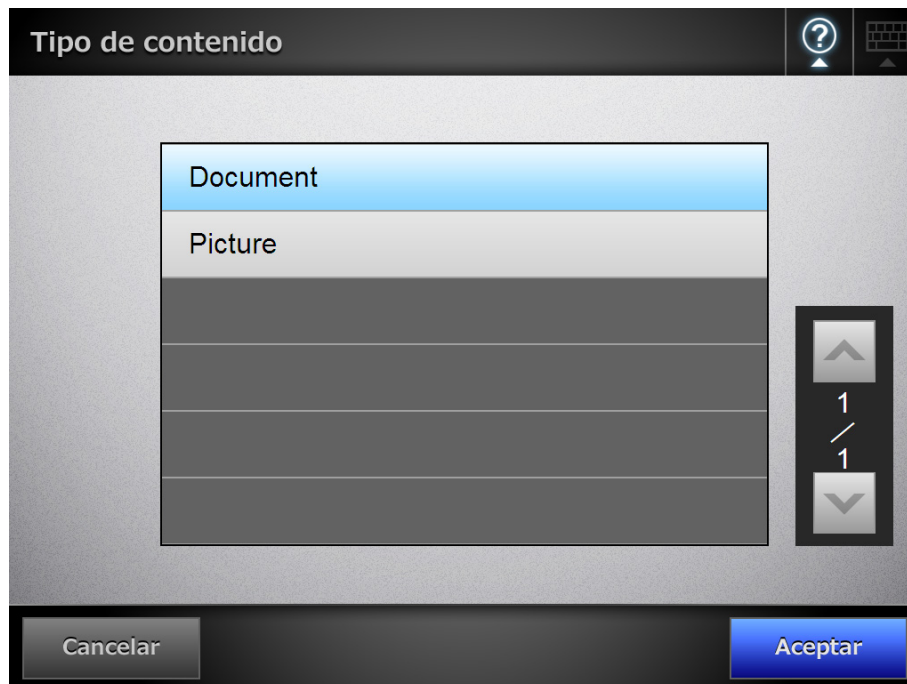 Tipo de contenido
?
Document
Picture
1
/
1
Cancelar
Aceptar